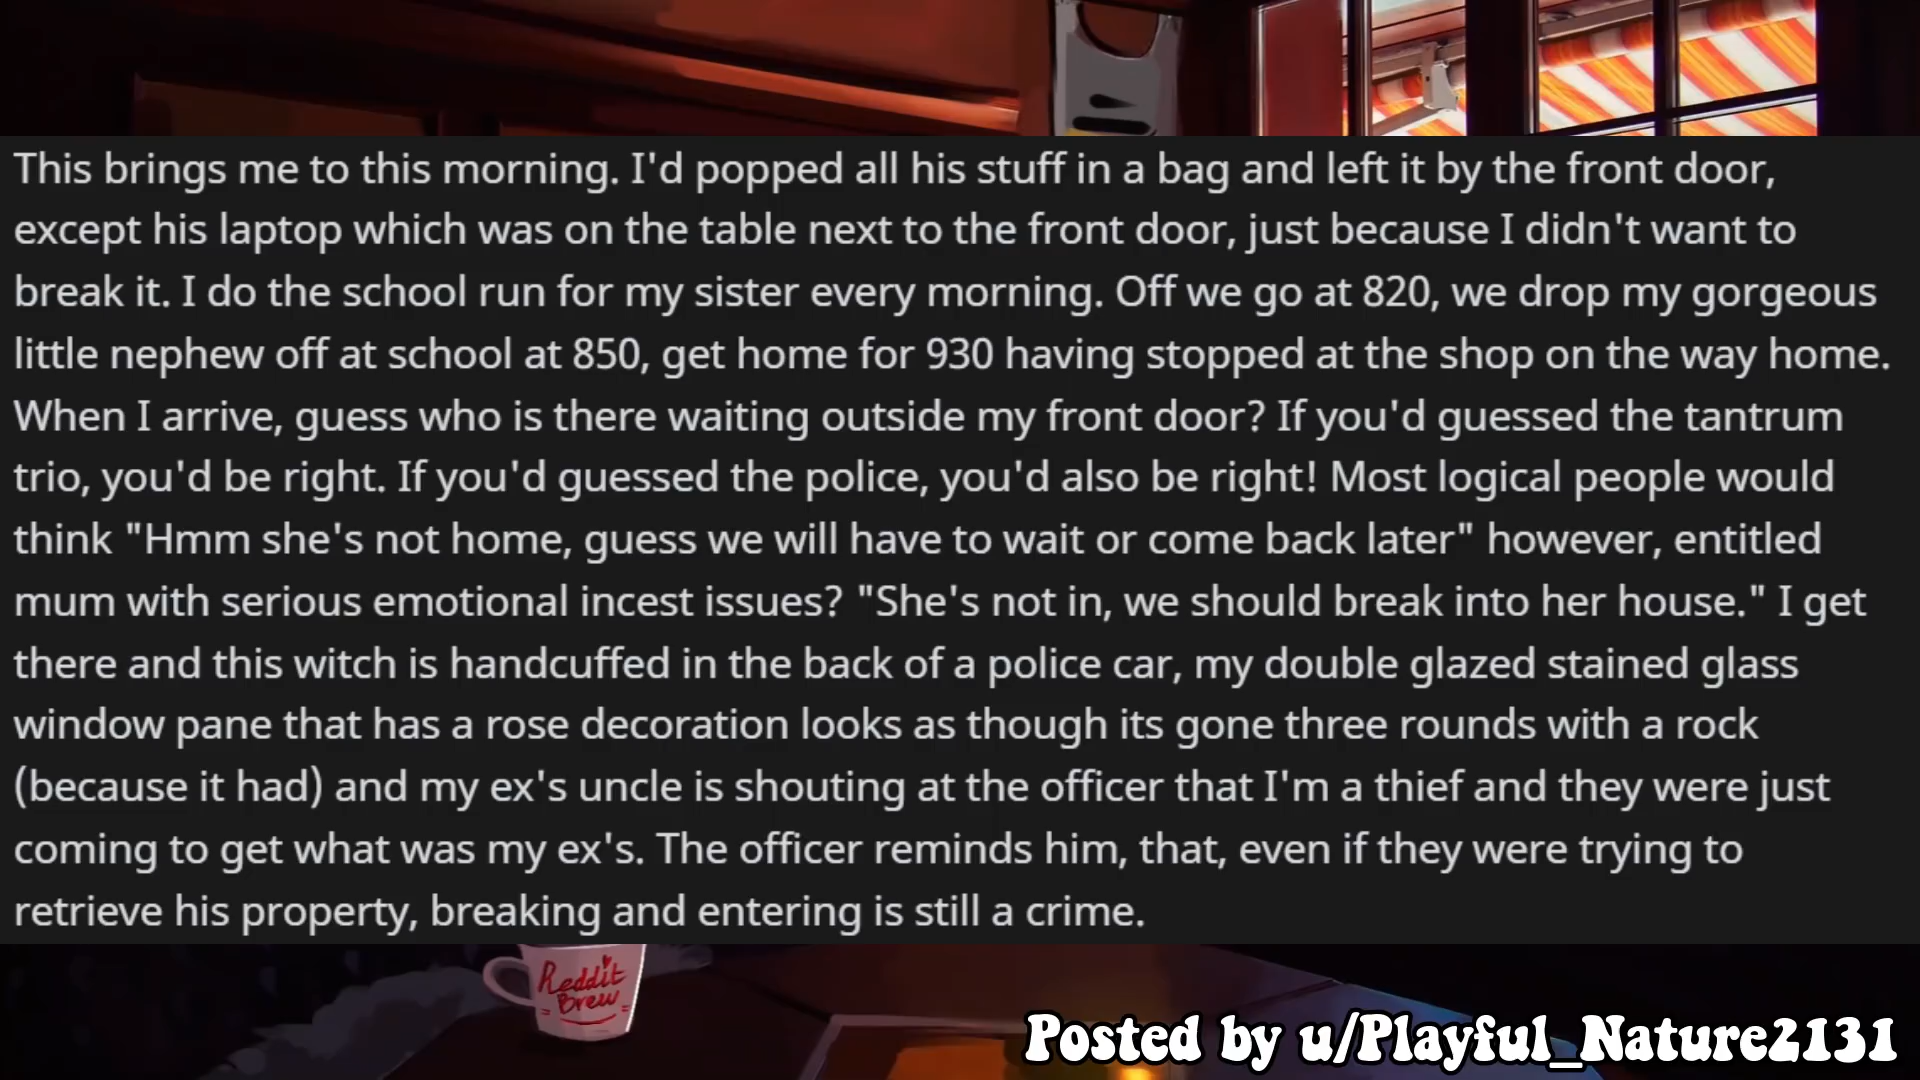 This brings me to this morning. I'd popped all his stuff in a bag and left it by the front door,
except his laptop which was on the table next to the front door, just because I didn't want to
break it. I do the school run for my sister every morning. Off we go at 820, we drop my gorgeous
little nephew off at school at 850, get home for 930 having stopped at the shop on the way home.
When I arrive, guess who is there waiting outside my front door? If you'd guessed the tantrum
trio, you'd be right. If you'd guessed the police, you'd also be right! Most logical people would
think "Hmm she's not home, guess we will have to wait or come back later" however, entitled
mum with serious emotional incest issues? "She's not in, we should break into her house." I get
there and this witch is handcuffed in the back of a police car, my double glazed stained glass
window pane that has a rose decoration looks as though its gone three rounds with a rock
(because it had) and my ex's uncle is shouting at the officer that I'm a thief and they were just
coming to get what was my ex's. The officer reminds him, that, even if they were trying to
retrieve his property, breaking and entering is still a crime.
Reddit
Brew
Posted by u/Playful_Nature2131